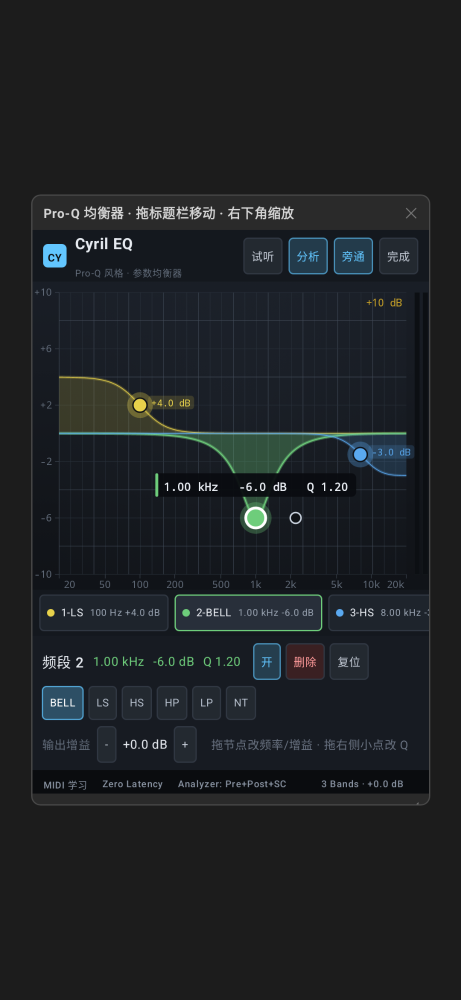 Pro-Q 均衡器 · 拖标题栏移动 · 右下角缩放
CY
Cyril EQ
Pro-Q 风格 · 参数均衡器
试听
分析
旁通
完成
+10
+10 dB
+6
+2
-2
-6
-10
+4.0 dB
-3.0 dB
1.00 kHz -6.0 dB Q 1.20
20 50 100 200 500 1k 2k 5k 10k 20k
1-LS 100 Hz +4.0 dB
2-BELL 1.00 kHz -6.0 dB
3-HS 8.00 kHz
频段 2 1.00 kHz -6.0 dB Q 1.20 开 删除 复位
BELL LS HS HP LP NT
输出增益 - +0.0 dB + 拖节点改频率/增益 · 拖右侧小点改 Q
MIDI 学习 Zero Latency Analyzer: Pre+Post+SC 3 Bands · +0.0 dB